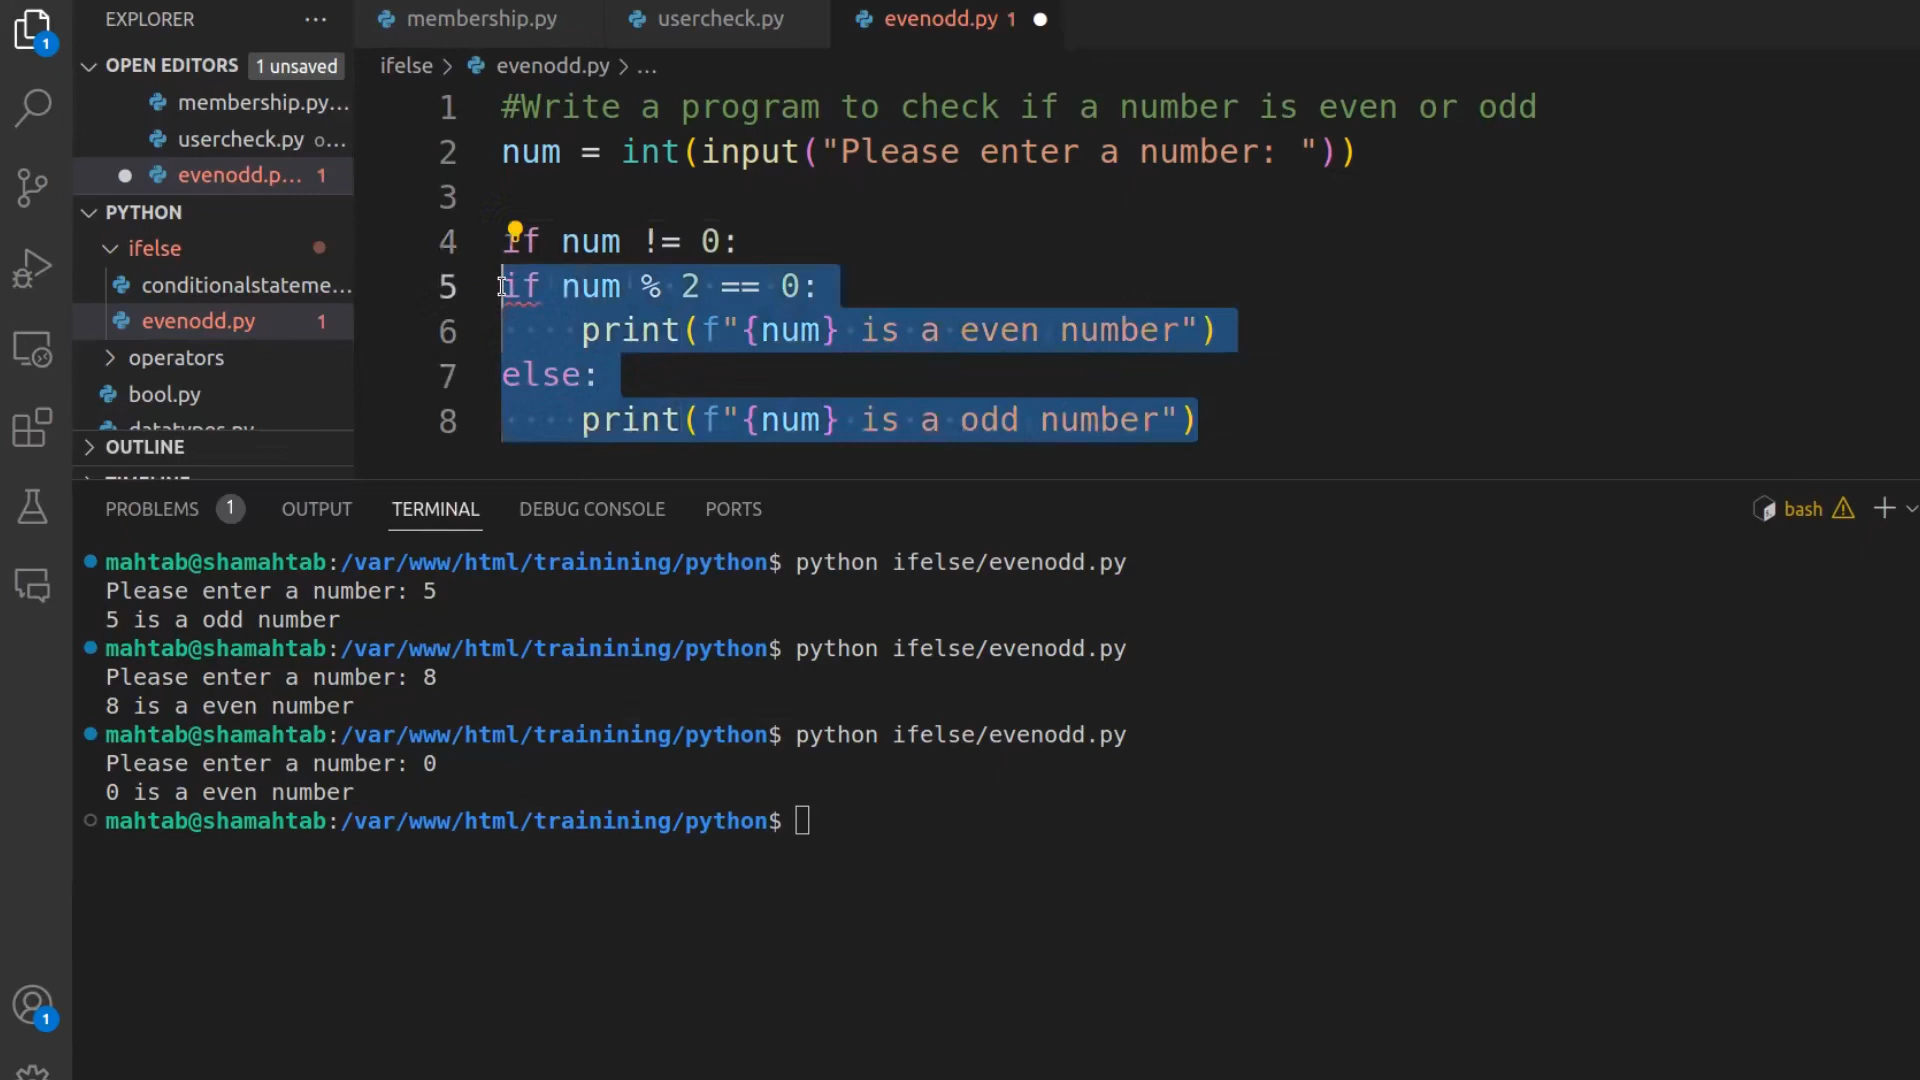 EXPLORER
1
OPEN EDITORS 1 unsaved
membership.py...
usercheck.py o...
evenodd.p... 1
PYTHON
ifelse
conditionalstateme...
evenodd.py 1
operators
bool.py
datatypes.py
OUTLINE
TIMELINE
membership.py usercheck.py evenodd.py 1
ifelse > evenodd.py > ...
1 #Write a program to check if a number is even or odd
2 num = int(input("Please enter a number: "))
3
4 if num != 0:
5 if num % 2 == 0:
6 print(f"{num} is a even number")
7 else:
8 print(f"{num} is a odd number")
PROBLEMS 1 OUTPUT TERMINAL DEBUG CONSOLE PORTS bash
mahtab@shamahtab:/var/www/html/trainining/python$ python ifelse/evenodd.py
Please enter a number: 5
5 is a odd number
mahtab@shamahtab:/var/www/html/trainining/python$ python ifelse/evenodd.py
Please enter a number: 8
8 is a even number
mahtab@shamahtab:/var/www/html/trainining/python$ python ifelse/evenodd.py
Please enter a number: 0
0 is a even number
mahtab@shamahtab:/var/www/html/trainining/python$
1